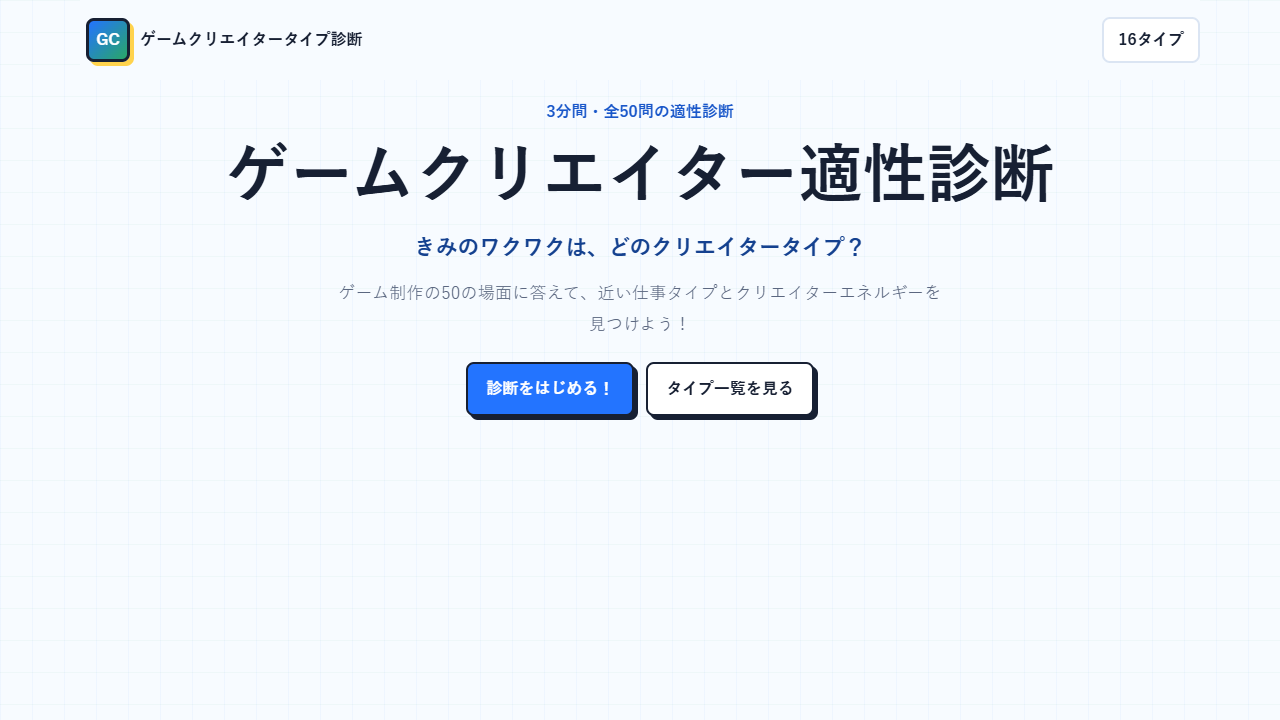 GC
ゲームクリエイタータイプ診断
16タイプ
3分間・全50問の適性診断
ゲームクリエイター適性診断
きみのワクワクは、どのクリエイタータイプ？
ゲーム制作の50の場面に答えて、近い仕事タイプとクリエイターエネルギーを
見つけよう！
診断をはじめる！
タイプ一覧を見る